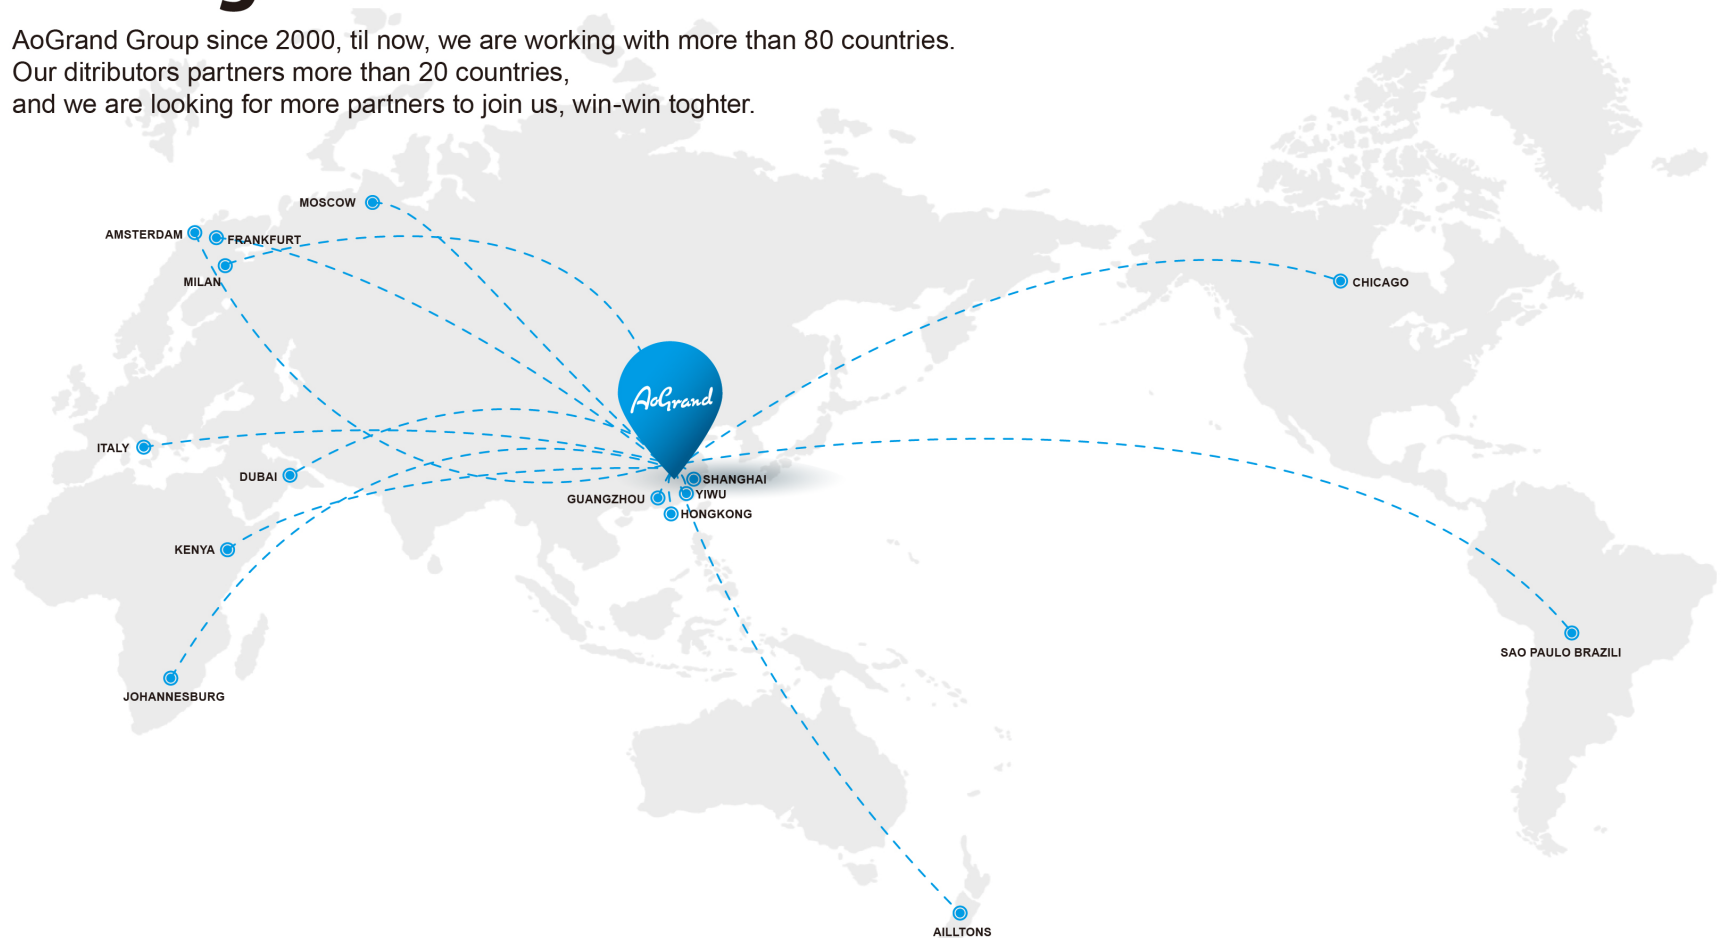 AoGrand Group since 2000, til now, we are working with more than 80 countries.
Our ditributors partners more than 20 countries,
and we are looking for more partners to join us, win-win toghter.
MOSCOW
AMSTERDAM
FRANKFURT
MILAN
CHICAGO
AoGrand
ITALY
DUBAI
SHANGHAI
GUANGZHOU
YIWU
HONGKONG
KENYA
SAO PAULO BRAZILI
JOHANNESBURG
AILLTONS